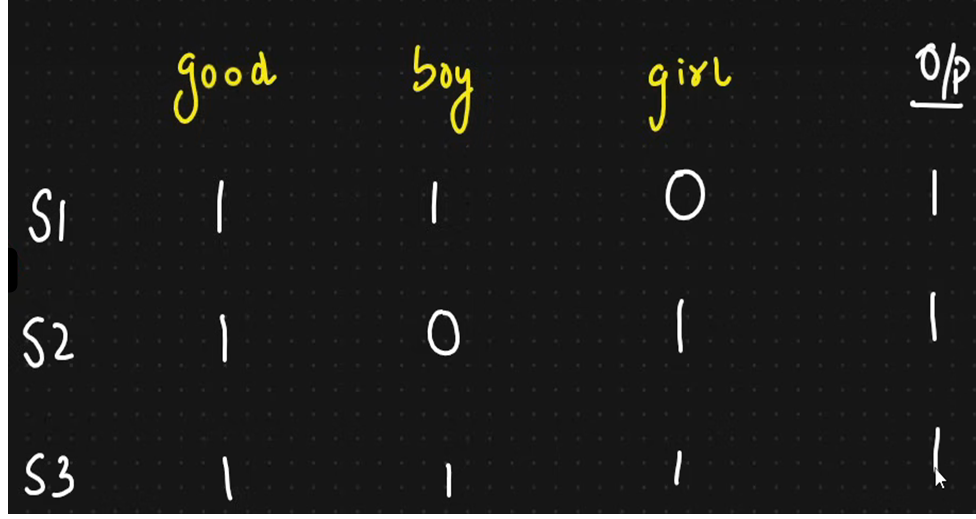 good boy girl O/p
S1 1 1 0 1
S2 1 0 1 1
S3 1 1 1 1